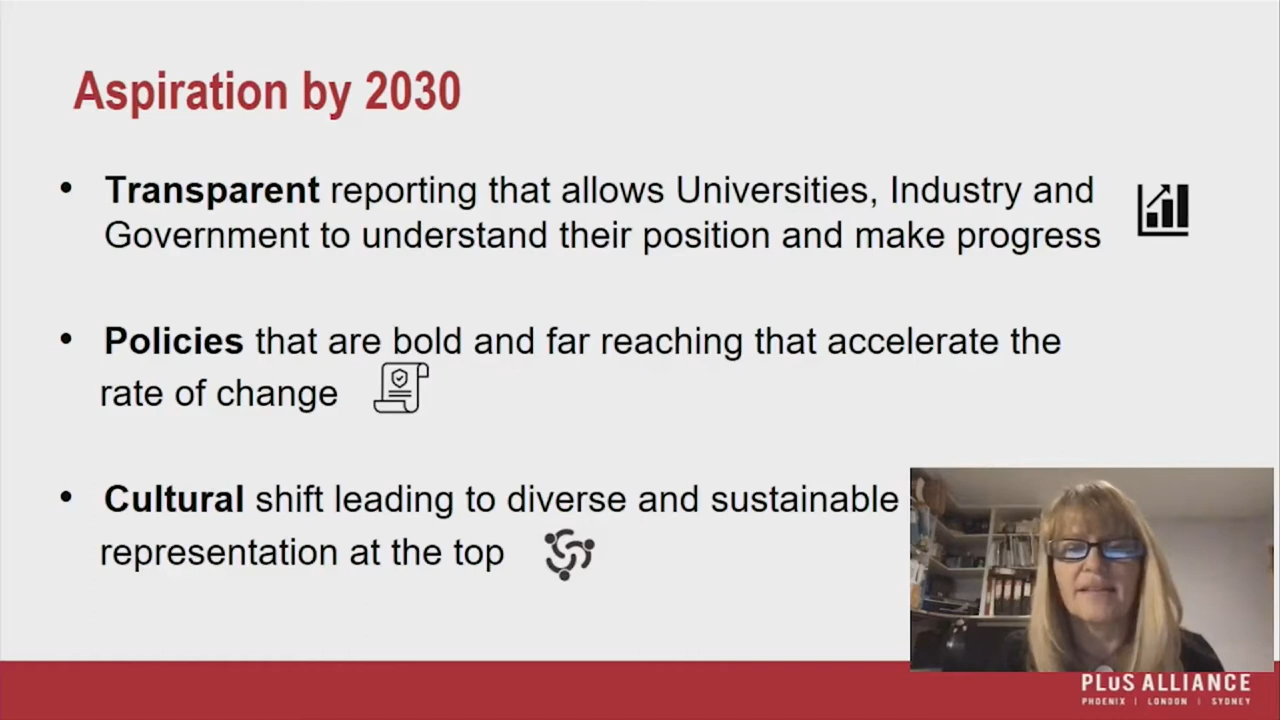 Aspiration by 2030
• Transparent reporting that allows Universities, Industry and
Government to understand their position and make progress
• Policies that are bold and far reaching that accelerate the
rate of change
• Cultural shift leading to diverse and sustainable
representation at the top
PLuS ALLIANCE
PHOENIX | LONDON | SYDNEY